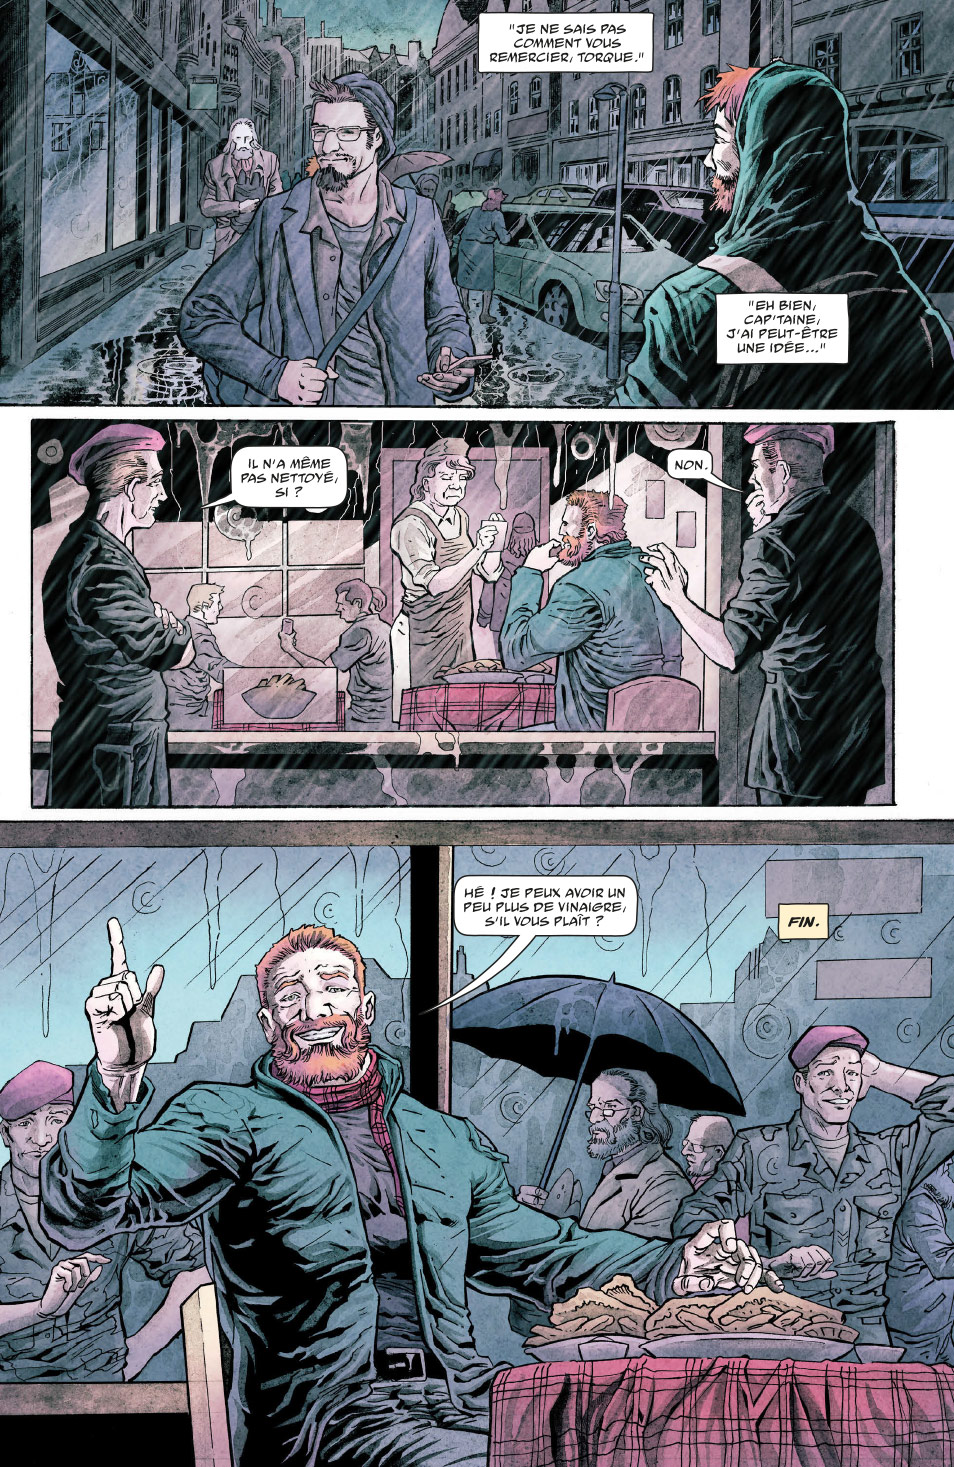 "JE NE SAIS PAS
COMMENT VOUS
REMERCIER, TORQUE."
"EH BIEN,
CAP'TAINE,
J'AI PEUT-ÊTRE
UNE IDÉE..."
IL N'A MÊME
PAS NETTOYÉ,
SI ?
NON.
HÉ ! JE PEUX AVOIR UN
PEU PLUS DE VINAIGRE,
S'IL VOUS PLAÎT ?
FIN.